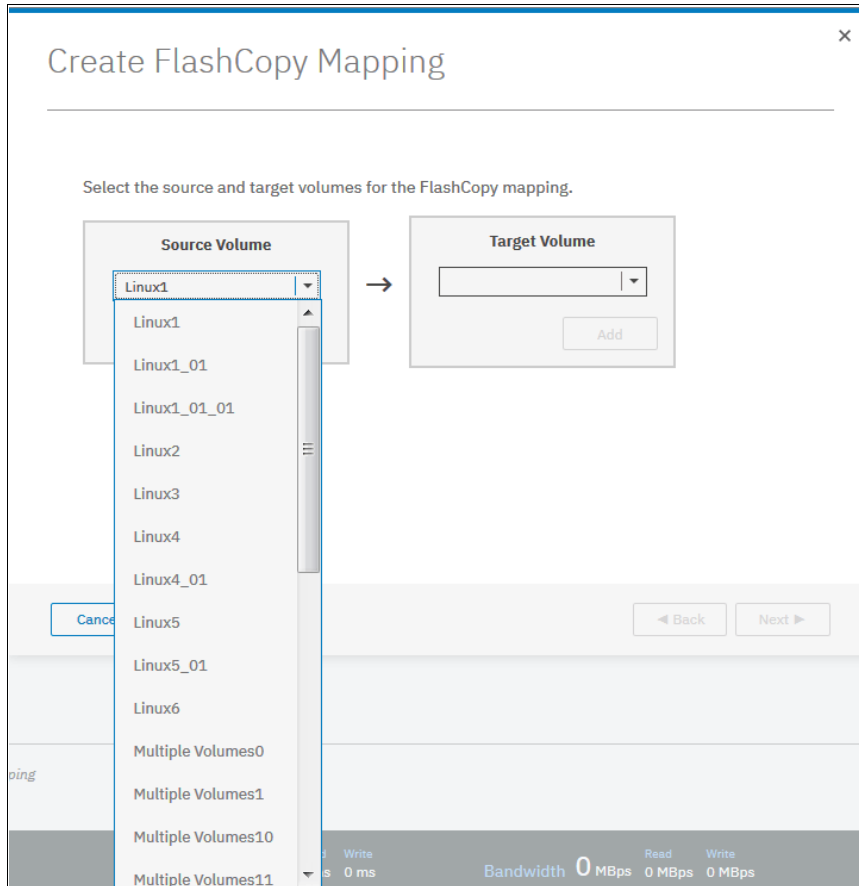 ×
Create FlashCopy Mapping
Select the source and target volumes for the FlashCopy mapping.
Source Volume
Linux1
→
Target Volume
Add
Linux1
Linux1_01
Linux1_01_01
Linux2
Linux3
Linux4
Linux4_01
Linux5
Linux5_01
Linux6
Multiple Volumes0
Multiple Volumes1
Multiple Volumes10
Multiple Volumes11
◀ Back
Next ▶
Write
0 ms
Bandwidth 0 MBps
Read
0 MBps
Write
0 MBps